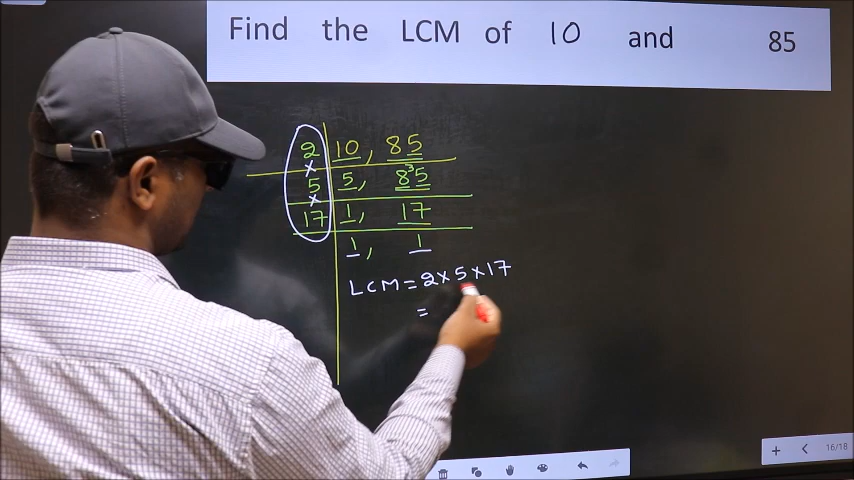 Find the LCM of 10 and 85
2 10, 85
×
5 5, 8³5
×
17 1, 17
1, 1
LCM = 2 × 5 × 17
=
+ < 16/18